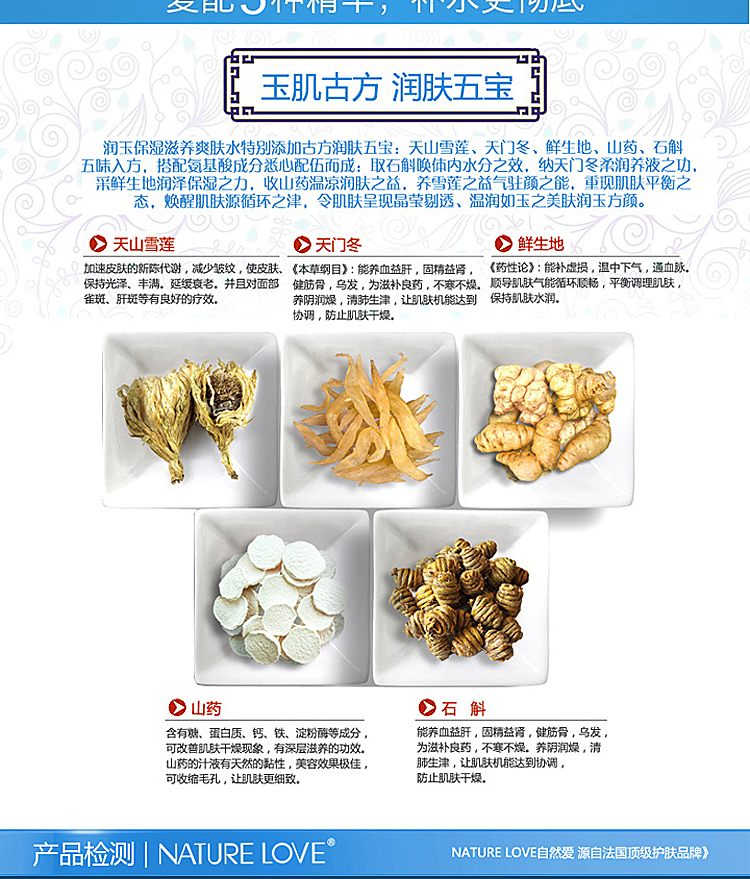 复配5种精华，补水更彻底
玉肌古方 润肤五宝
润玉保湿滋养爽肤水特别添加古方润肤五宝：天山雪莲、天门冬、鲜生地、山药、石斛
五味入方，搭配氨基酸成分悉心配伍而成：取石斛唤体内水分之效，纳天门冬柔润养液之功，
采鲜生地润泽保湿之力，收山药温凉润肤之益，养雪莲之益气驻颜之能，重现肌肤平衡之
态，焕醒肌肤源循环之津，令肌肤呈现晶莹剔透、温润如玉之美肤润玉方颜。
天山雪莲
加速皮肤的新陈代谢，减少皱纹，使皮肤、
保持光泽、丰满。延缓衰老。并且对面部
雀斑、肝斑等有良好的疗效。
天门冬
《本草纲目》：能养血益肝，固精益肾，
健筋骨，乌发，为滋补良药，不寒不燥。
养阴润燥，清肺生津，让肌肤机能达到
协调，防止肌肤干燥。
鲜生地
《药性论》：能补虚损，温中下气，通血脉。
顺导肌肤气能循环顺畅，平衡调理肌肤，
保持肌肤水润。
山药
含有糖、蛋白质、钙、铁、淀粉酶等成分，
可改善肌肤干燥现象，有深层滋养的功效。
山药的汁液有天然的黏性，美容效果极佳，
可收缩毛孔，让肌肤更细致。
石 斛
能养血益肝，固精益肾，健筋骨，乌发，
为滋补良药，不寒不燥。养阴润燥，清
肺生津，让肌肤机能达到协调，
防止肌肤干燥。
产品检测 | NATURE LOVE®
NATURE LOVE自然爱 源自法国顶级护肤品牌》